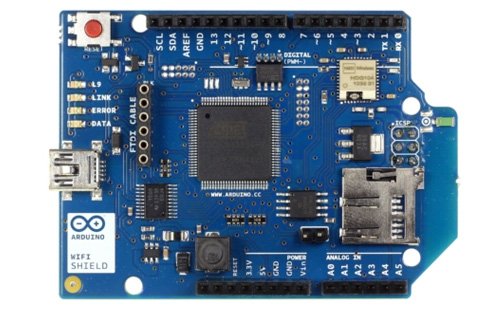 SCL
SDA
AREF
GND
13
12
~11
~10
~9
8
7
~6
~5
4
~3
2
TX 1
RX 0
DIGITAL
(PWM~)
L9
LINK
ERROR
DATA
FTDI CABLE
HDG104
ICSP
WWW.ARDUINO.CC
ARDUINO
WIFI
SHIELD
POWER
ANALOG IN
RESET
3.3V
5V
GND
GND
Vin
A0
A1
A2
A3
A4
A5